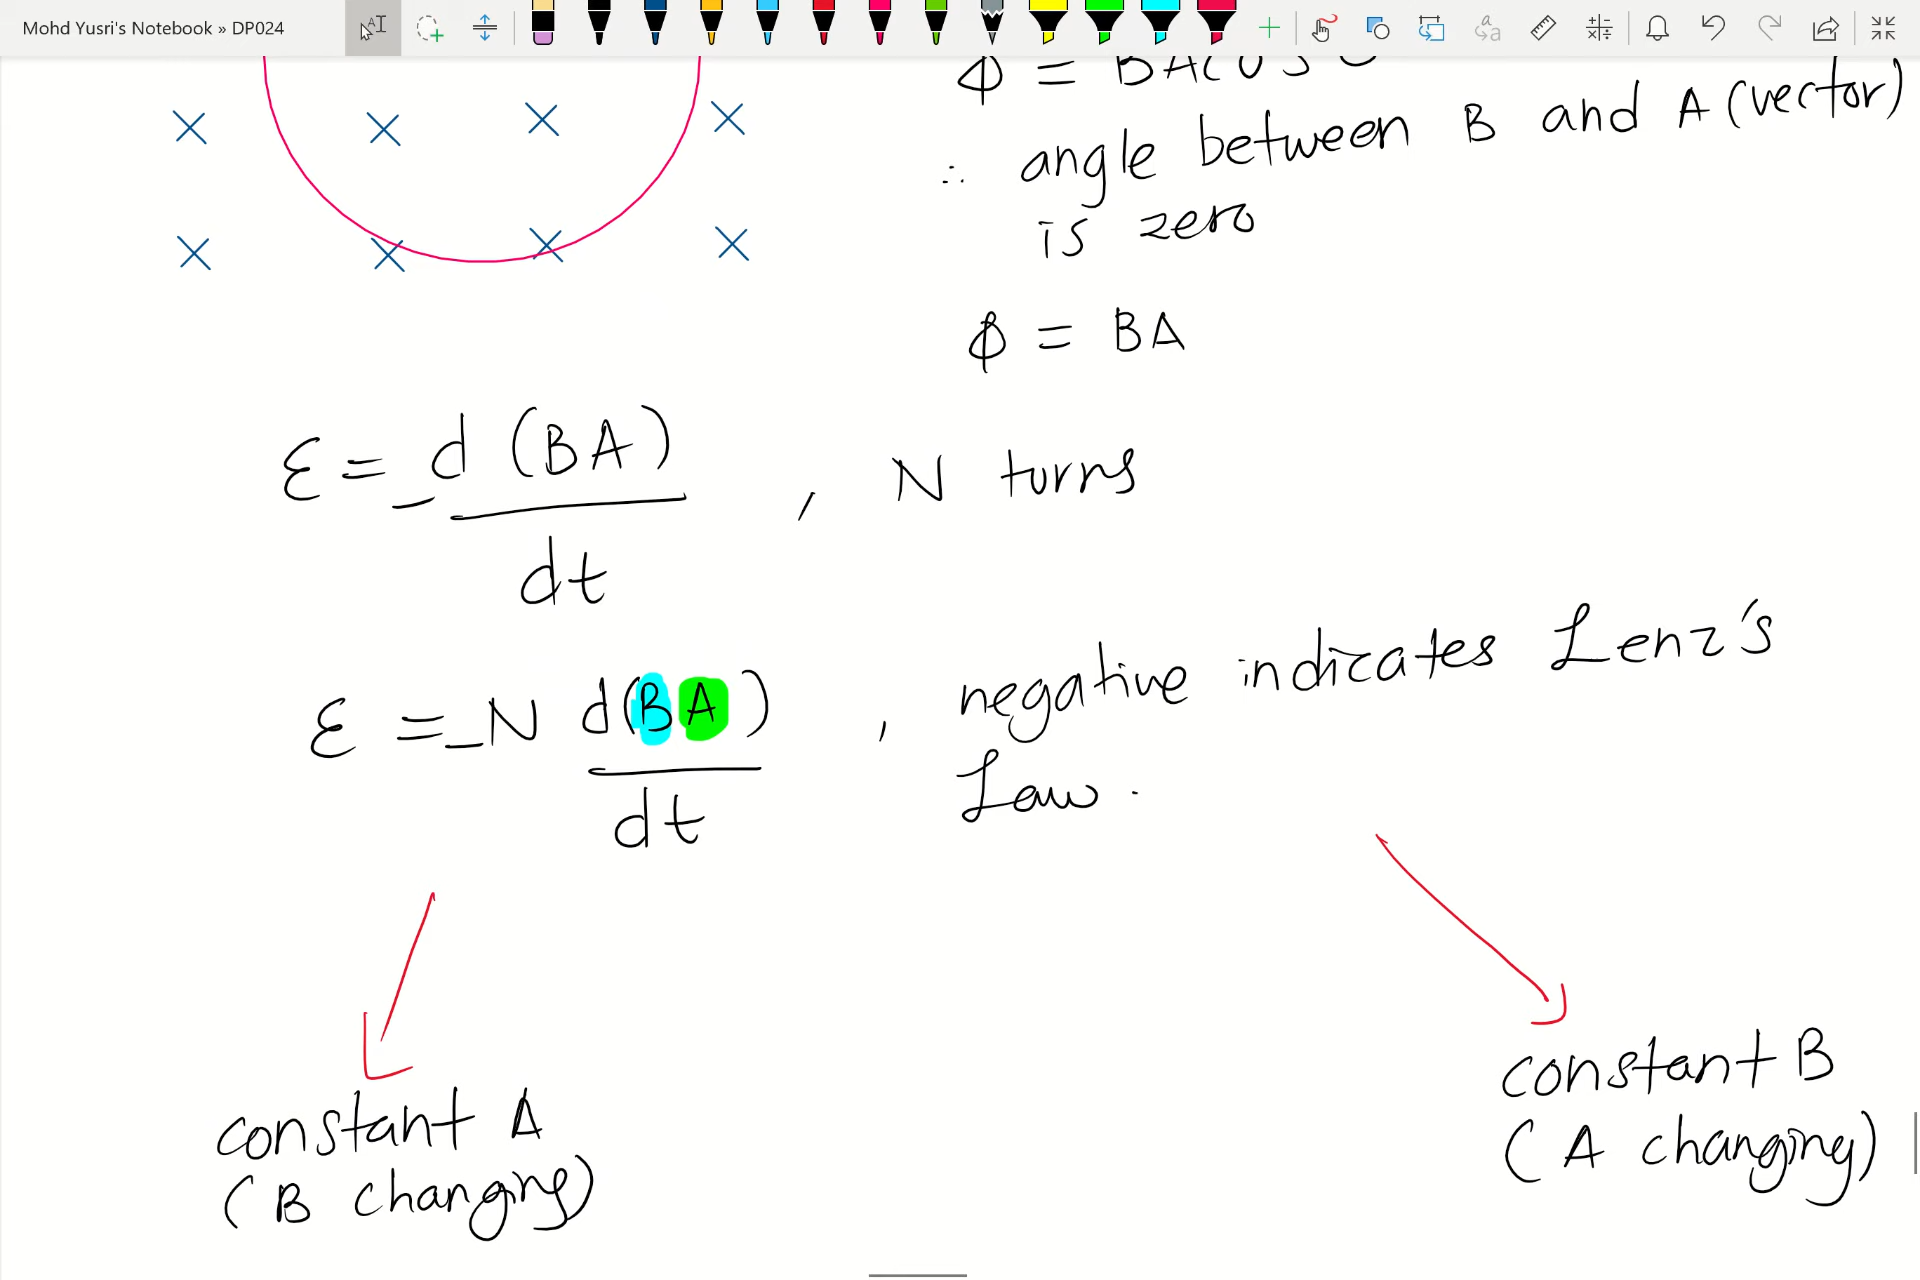 Mohd Yusri's Notebook » DP024
Φ = BACOS
∴ angle between B and A (vector)
is zero
Φ = BA
ε = - d (BA) / dt , N turns
ε = - N d(BA) / dt , negative indicates Lenz's
Law.
constant A
(B changing)
constant B
(A changing)